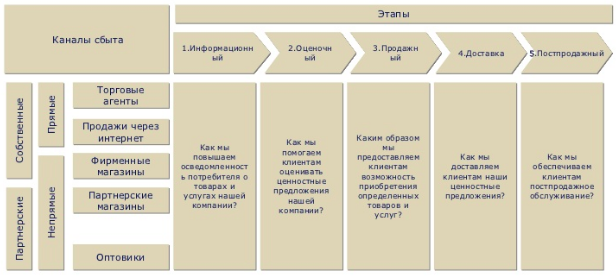 Каналы сбыта
Этапы
1.Информационн
ый
2.Оценочн
ый
3.Продажн
ый
4.Доставка
5.Постпродажный
Собственные
Партнерские
Прямые
Непрямые
Торговые
агенты
Продажи через
интернет
Фирменные
магазины
Партнерские
магазины
Оптовики
Как мы
повышаем
осведомленност
ь потребителя о
товарах и
услугах нашей
компании?
Как мы
помогаем
клиентам
оценивать
ценностные
предложения
нашей
компании?
Каким образом
мы
предоставляем
клиентам
возможность
приобретения
определенных
товаров и
услуг?
Как мы
доставляем
клиентам наши
ценностные
предложения?
Как мы
обеспечиваем
клиентам
постпродажное
обслуживание?